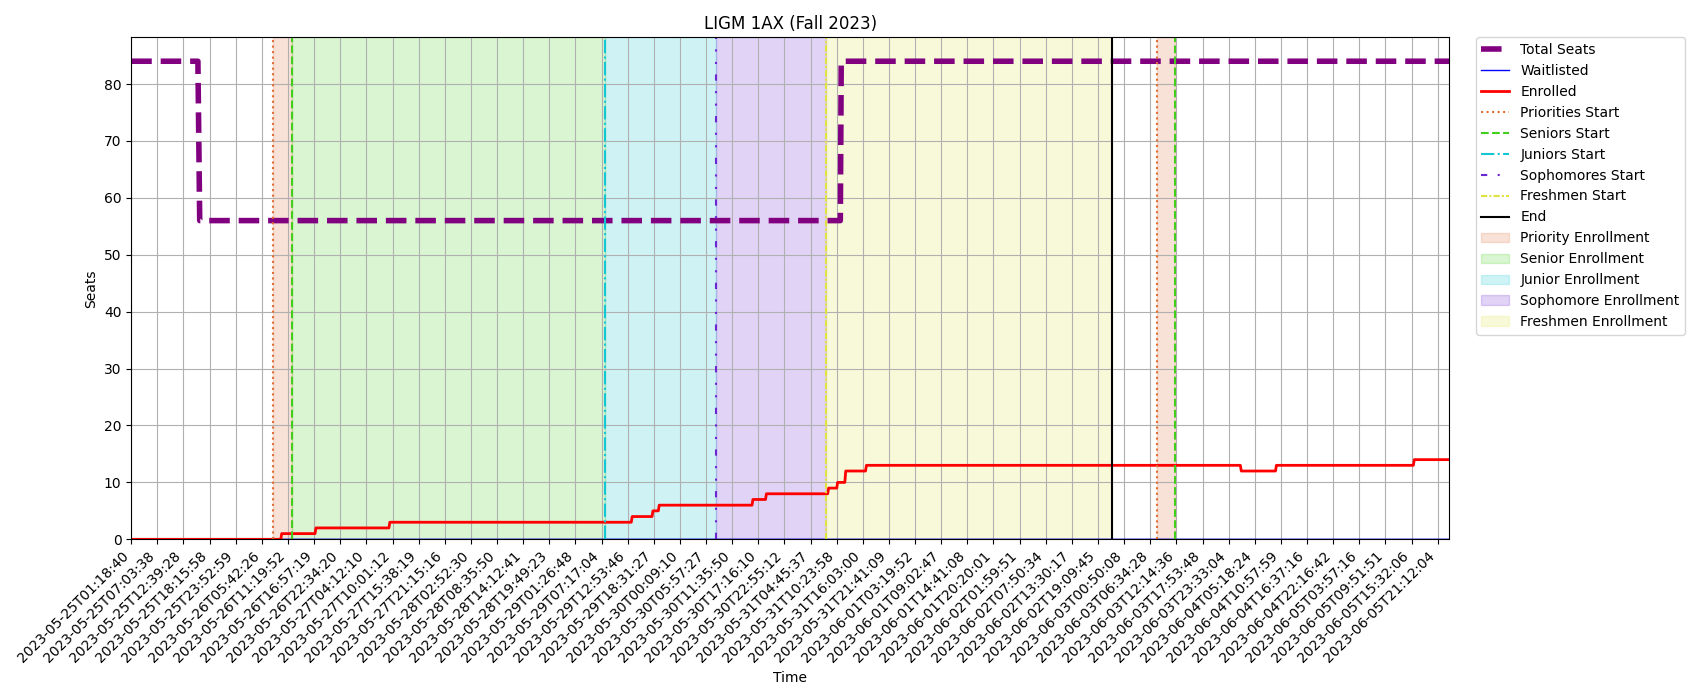 LIGM 1AX (Fall 2023)
Seats
80
70
60
50
40
30
20
10
0
2023-05-25T01:18:40
2023-05-25T07:03:38
2023-05-25T12:39:28
2023-05-25T18:15:58
2023-05-25T23:52:59
2023-05-26T05:42:26
2023-05-26T11:19:52
2023-05-26T16:57:19
2023-05-26T22:34:20
2023-05-27T04:12:10
2023-05-27T10:01:12
2023-05-27T15:38:19
2023-05-27T21:15:16
2023-05-28T02:52:30
2023-05-28T08:35:50
2023-05-28T14:12:41
2023-05-28T19:49:23
2023-05-29T01:26:48
2023-05-29T07:17:04
2023-05-29T12:53:46
2023-05-29T18:31:27
2023-05-30T00:09:10
2023-05-30T05:57:27
2023-05-30T11:35:50
2023-05-30T17:16:10
2023-05-30T22:55:12
2023-05-31T04:45:37
2023-05-31T10:23:58
2023-05-31T16:03:00
2023-05-31T21:41:09
2023-06-01T03:19:52
2023-06-01T09:02:47
2023-06-01T14:41:08
2023-06-01T20:20:01
2023-06-02T01:59:51
2023-06-02T07:50:34
2023-06-02T13:30:17
2023-06-02T19:09:45
2023-06-03T00:50:08
2023-06-03T06:34:28
2023-06-03T12:14:36
2023-06-03T17:53:48
2023-06-03T23:33:04
2023-06-04T05:18:24
2023-06-04T10:57:59
2023-06-04T16:37:16
2023-06-04T22:16:42
2023-06-05T03:57:16
2023-06-05T09:51:51
2023-06-05T15:32:06
2023-06-05T21:12:04
Time
Total Seats
Waitlisted
Enrolled
Priorities Start
Seniors Start
Juniors Start
Sophomores Start
Freshmen Start
End
Priority Enrollment
Senior Enrollment
Junior Enrollment
Sophomore Enrollment
Freshmen Enrollment